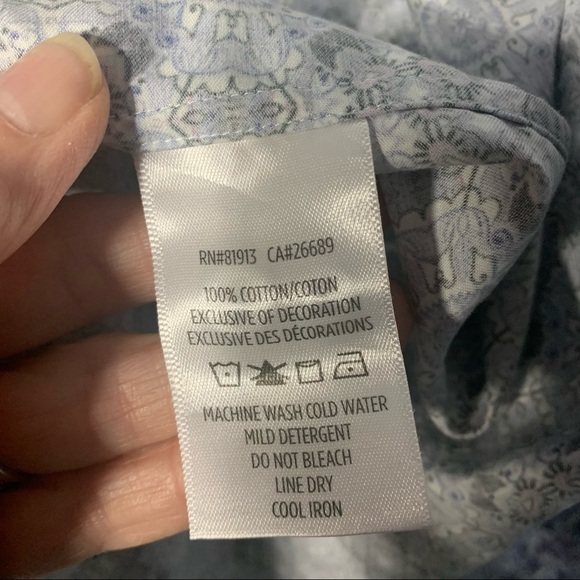 RN#81913 CA#26689
100% COTTON/COTON
EXCLUSIVE OF DECORATION
EXCLUSIVE DES DÉCORATIONS
MACHINE WASH COLD WATER
MILD DETERGENT
DO NOT BLEACH
LINE DRY
COOL IRON